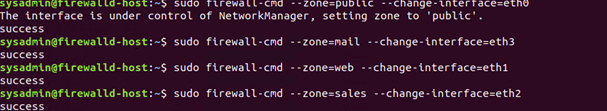 sysadmin@firewalld-host:~$ sudo firewall-cmd --zone=public --change-interface=eth0
The interface is under control of NetworkManager, setting zone to 'public'.
success
sysadmin@firewalld-host:~$ sudo firewall-cmd --zone=mail --change-interface=eth3
success
sysadmin@firewalld-host:~$ sudo firewall-cmd --zone=web --change-interface=eth1
success
sysadmin@firewalld-host:~$ sudo firewall-cmd --zone=sales --change-interface=eth2
success